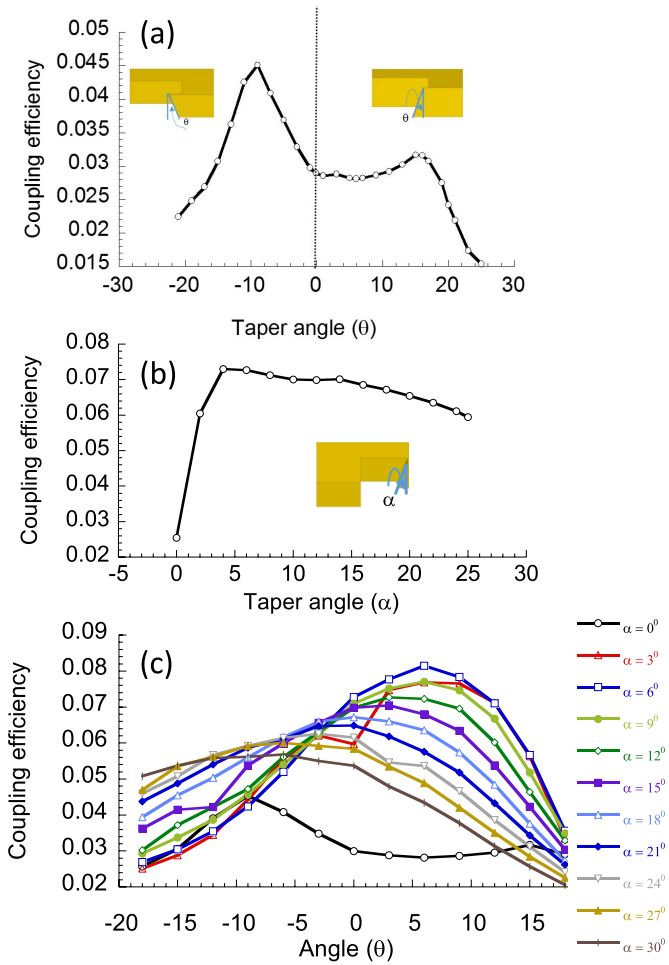 (a)
0.05
0.045
0.04
0.035
0.03
0.025
0.02
0.015
Coupling efficiency
θ
θ
-30 -20 -10 0 10 20 30
Taper angle (θ)
(b)
0.08
0.07
0.06
0.05
0.04
0.03
0.02
Coupling efficiency
α
-5 0 5 10 15 20 25 30
Taper angle (α)
(c)
0.09
0.08
0.07
0.06
0.05
0.04
0.03
0.02
Coupling efficiency
-20 -15 -10 -5 0 5 10 15
Angle (θ)
α = 0⁰
α = 3⁰
α = 6⁰
α = 9⁰
α = 12⁰
α = 15⁰
α = 18⁰
α = 21⁰
α = 24⁰
α = 27⁰
α = 30⁰